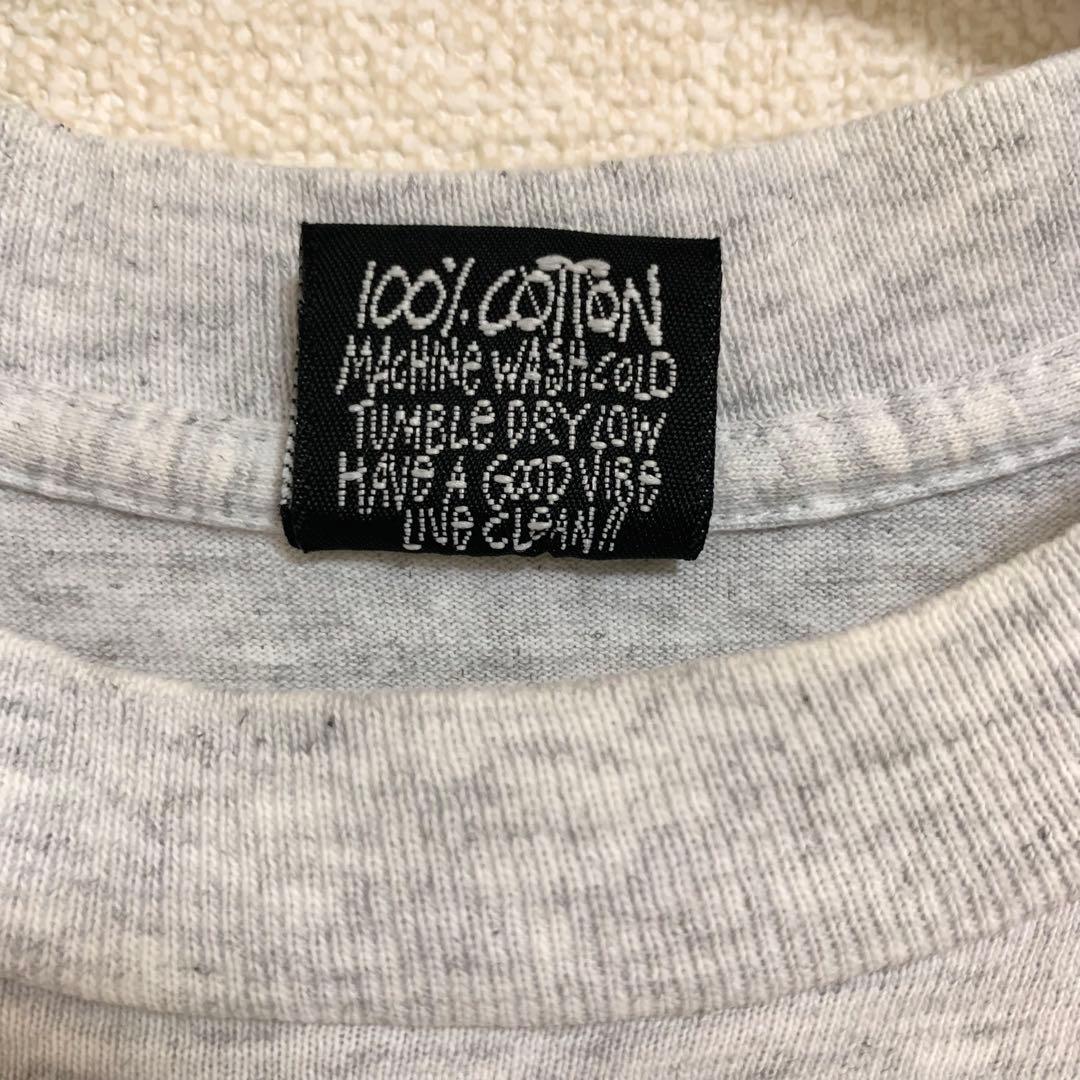 100% COTTON
MACHINE WASH COLD
TUMBLE DRY LOW
HAVE A GOOD VIBE
LIVE CLEAN!!